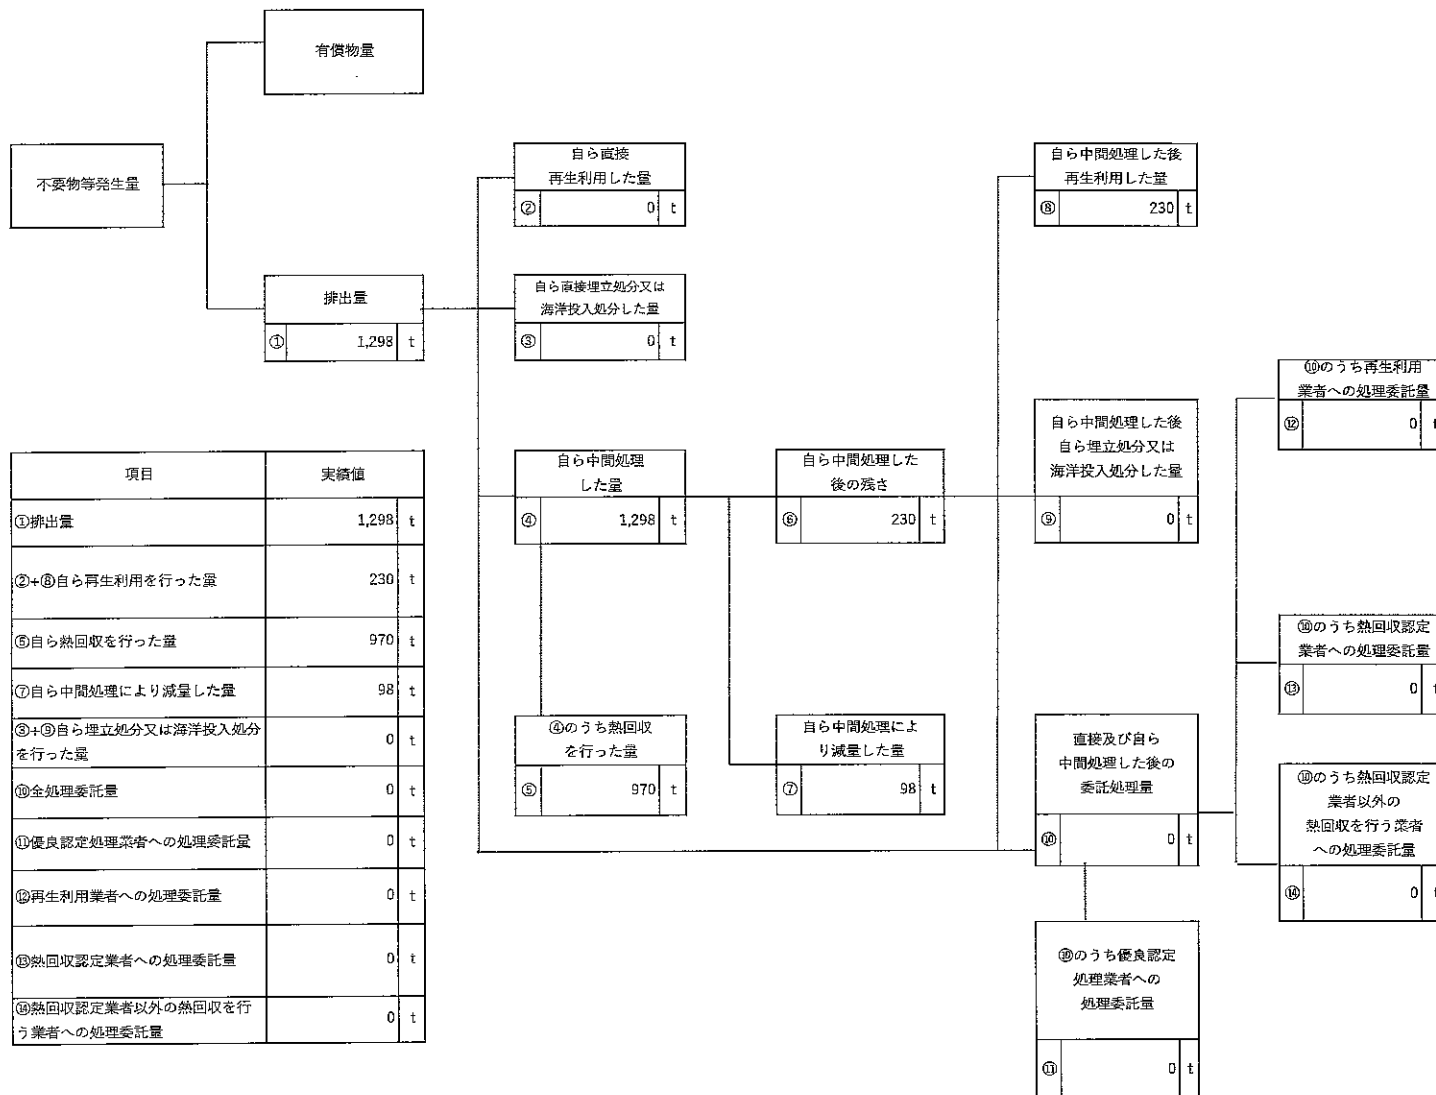 有償物量
不要物等発生量
排出量
① 1,298 t
自ら直接
再生利用した量
② 0 t
自ら直接埋立処分又は
海洋投入処分した量
③ 0 t
自ら中間処理
した量
④ 1,298 t
④のうち熱回収
を行った量
⑤ 970 t
自ら中間処理した
後の残さ
⑥ 230 t
自ら中間処理によ
り減量した量
⑦ 98 t
自ら中間処理した後
再生利用した量
⑧ 230 t
自ら中間処理した後
自ら埋立処分又は
海洋投入処分した量
⑨ 0 t
直接及び自ら
中間処理した後の
委託処理量
⑩ 0 t
⑩のうち優良認定
処理業者への
処理委託量
⑪ 0 t
⑩のうち再生利用
業者への処理委託量
⑫ 0 t
⑩のうち熱回収認定
業者への処理委託量
⑬ 0 t
⑩のうち熱回収認定
業者以外の
熱回収を行う業者
への処理委託量
⑭ 0 t
項目 実績値
①排出量 1,298 t
②+⑧自ら再生利用を行った量 230 t
⑤自ら熱回収を行った量 970 t
⑦自ら中間処理により減量した量 98 t
③+⑨自ら埋立処分又は海洋投入処分
を行った量 0 t
⑩全処理委託量 0 t
⑪優良認定処理業者への処理委託量 0 t
⑫再生利用業者への処理委託量 0 t
⑬熱回収認定業者への処理委託量 0 t
⑭熱回収認定業者以外の熱回収を行
う業者への処理委託量 0 t